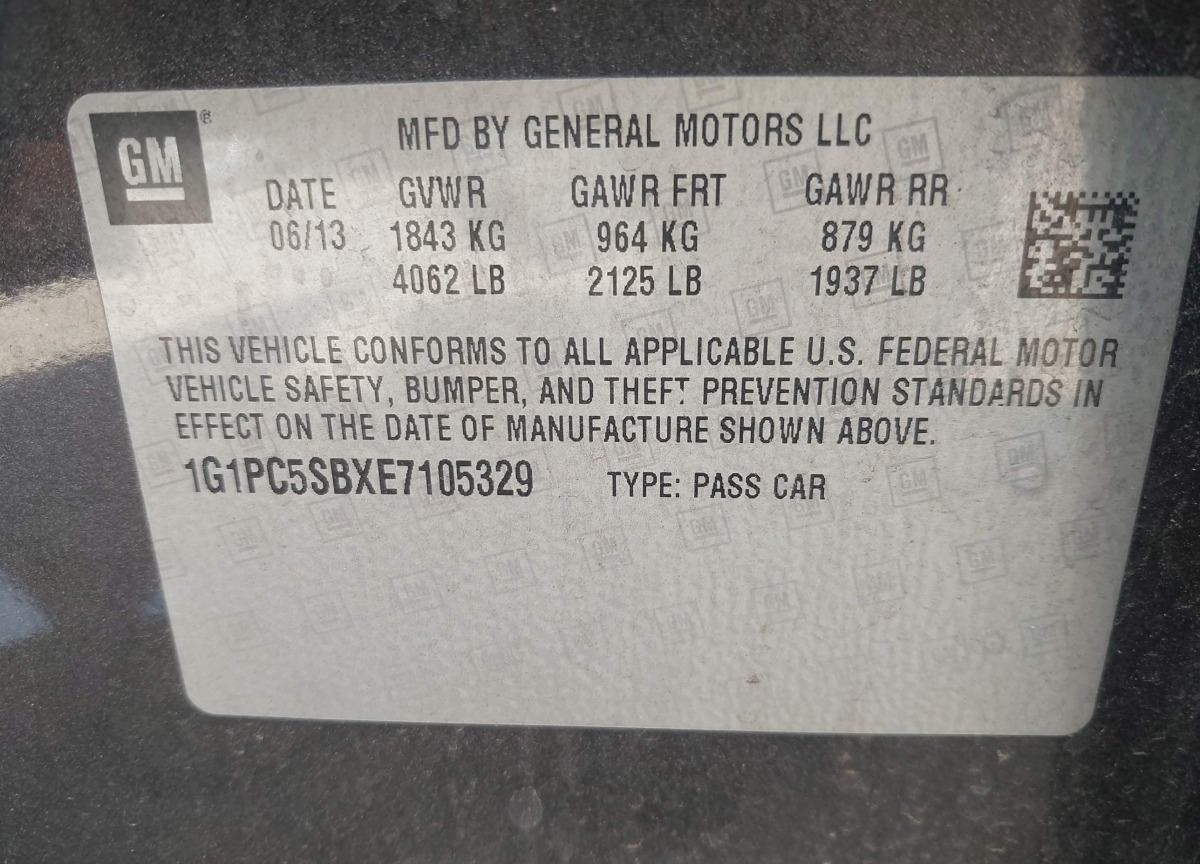 GM ®
MFD BY GENERAL MOTORS LLC
DATE GVWR GAWR FRT GAWR RR
06/13 1843 KG 964 KG 879 KG
4062 LB 2125 LB 1937 LB
THIS VEHICLE CONFORMS TO ALL APPLICABLE U.S. FEDERAL MOTOR
VEHICLE SAFETY, BUMPER, AND THEFT PREVENTION STANDARDS IN
EFFECT ON THE DATE OF MANUFACTURE SHOWN ABOVE.
1G1PC5SBXE7105329 TYPE: PASS CAR